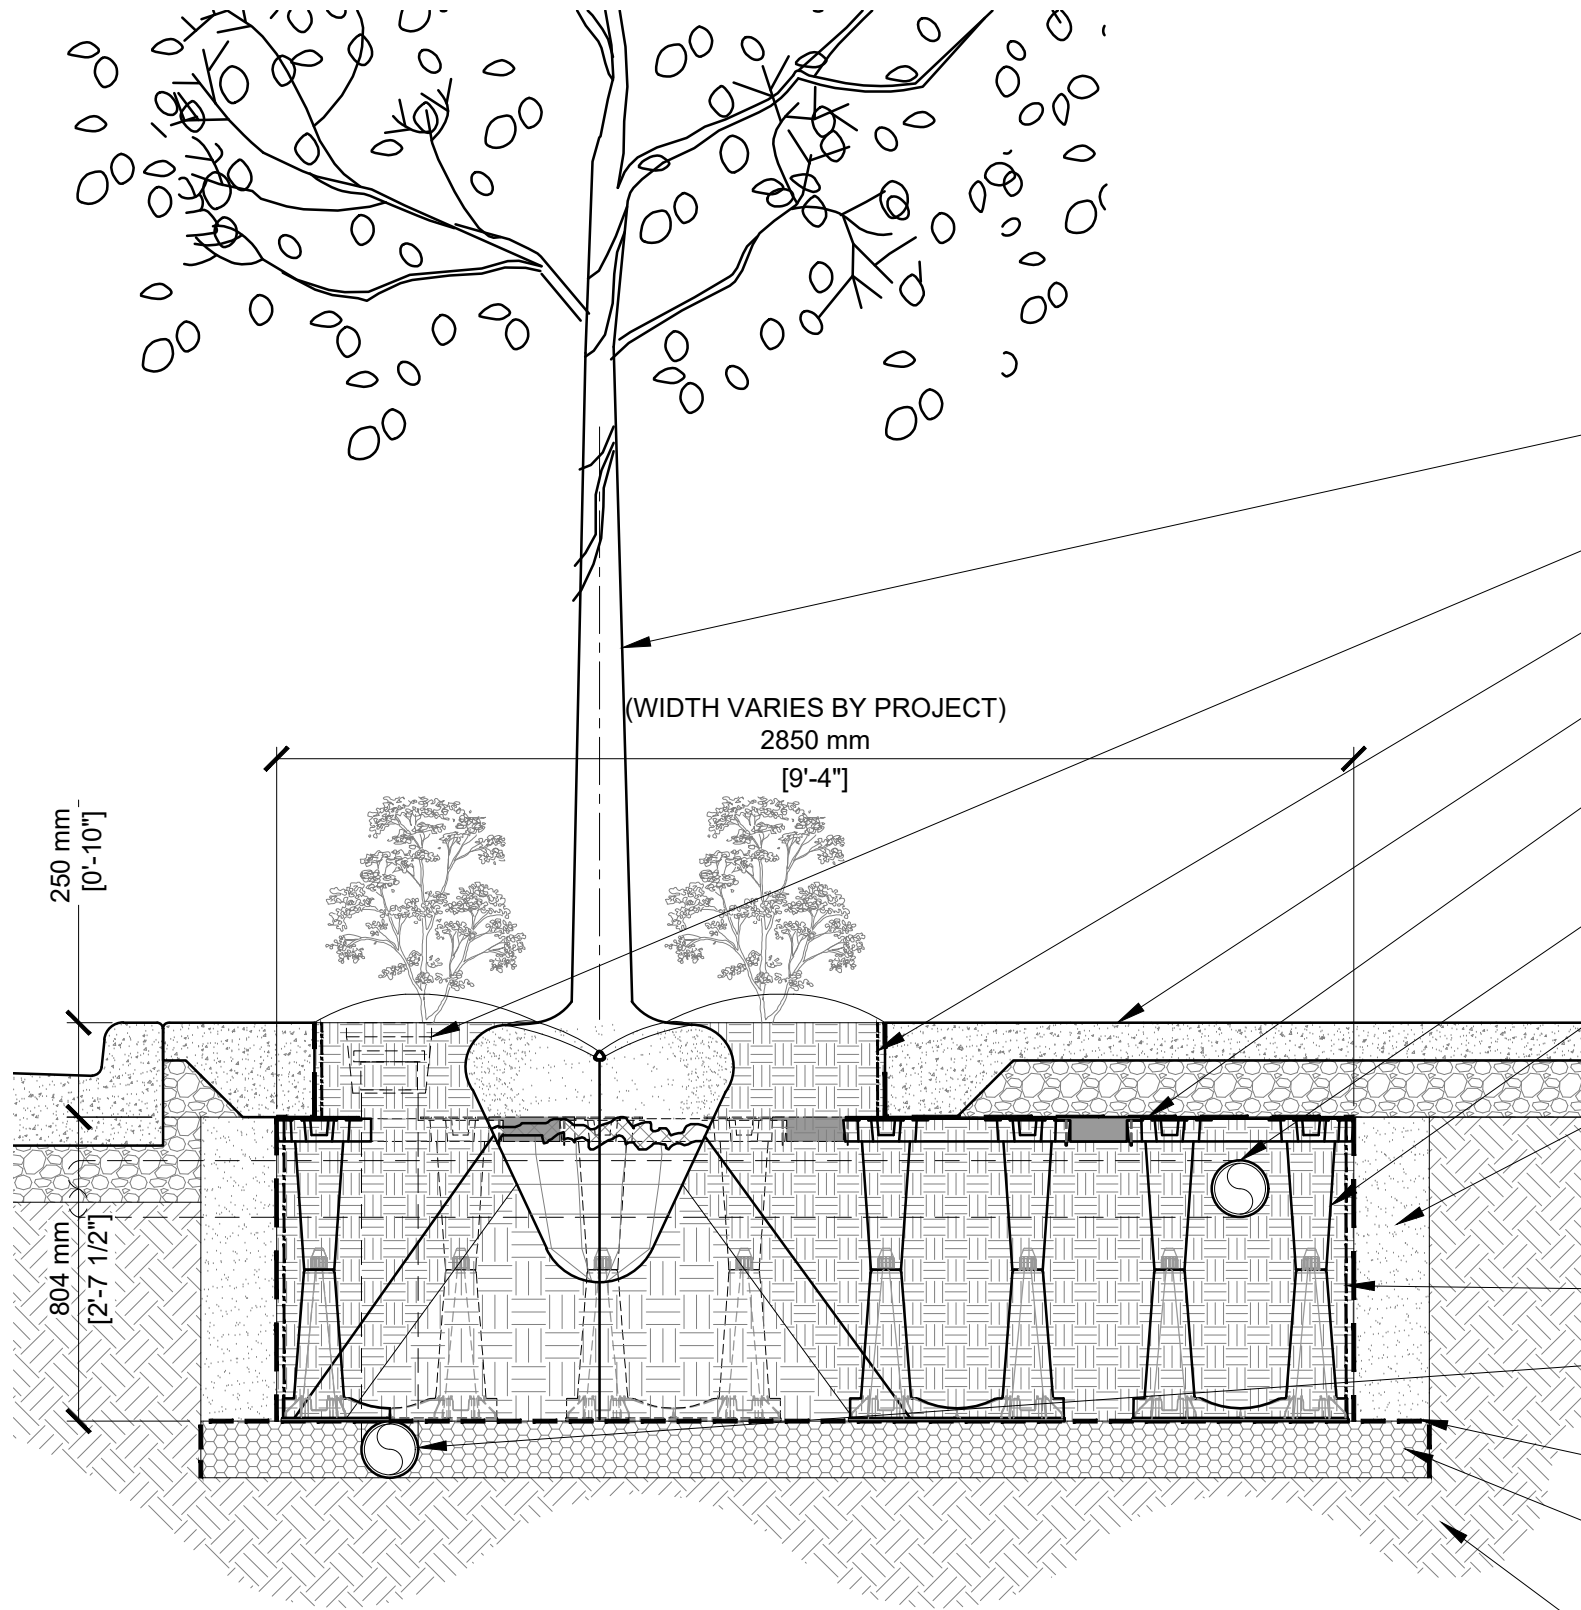 (WIDTH VARIES BY PROJECT)
2850 mm
[9'-4"]
250 mm
[0'-10"]
804 mm
[2'-7 1/2"]